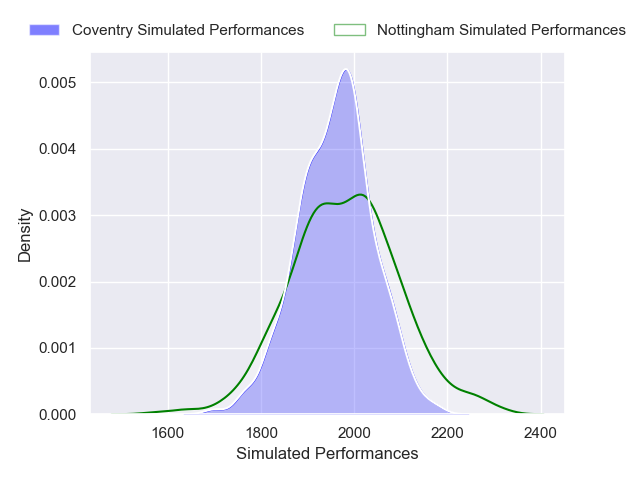 Coventry Simulated Performances Nottingham Simulated Performances
0.005
0.004
0.003
0.002
0.001
0.000
Density
1600 1800 2000 2200 2400
Simulated Performances